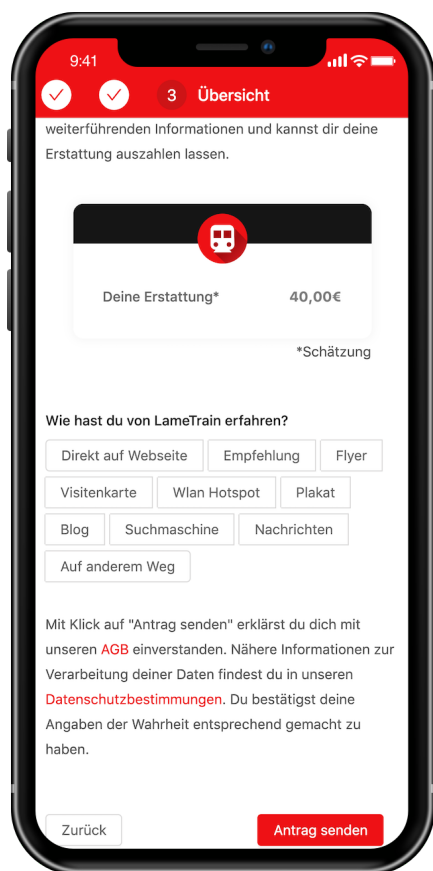 9:41
3 Übersicht
weiterführenden Informationen und kannst dir deine
Erstattung auszahlen lassen.
Deine Erstattung* 40,00€
*Schätzung
Wie hast du von LameTrain erfahren?
Direkt auf Webseite Empfehlung Flyer
Visitenkarte Wlan Hotspot Plakat
Blog Suchmaschine Nachrichten
Auf anderem Weg
Mit Klick auf "Antrag senden" erklärst du dich mit
unseren AGB einverstanden. Nähere Informationen zur
Verarbeitung deiner Daten findest du in unseren
Datenschutzbestimmungen. Du bestätigst deine
Angaben der Wahrheit entsprechend gemacht zu
haben.
Zurück Antrag senden